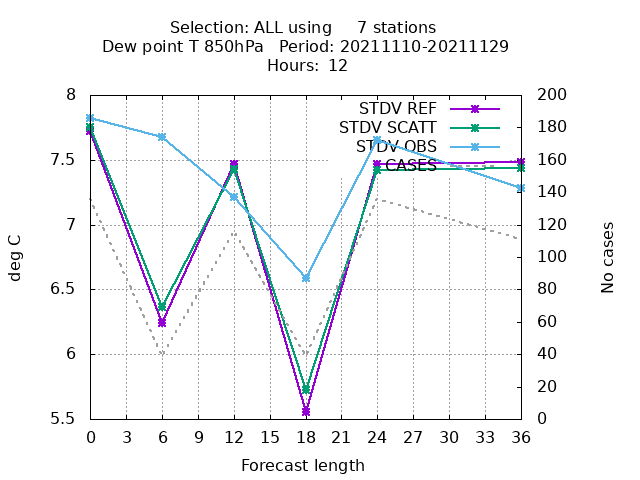 Selection: ALL using     7 stations
Dew point T 850hPa   Period: 20211110-20211129
Hours:  12
8
7.5
7
6.5
6
5.5
deg C
STDV REF
STDV SCATT
STDV OBS
CASES
200
180
160
140
120
100
80
60
40
20
0
No cases
0 3 6 9 12 15 18 21 24 27 30 33 36
Forecast length